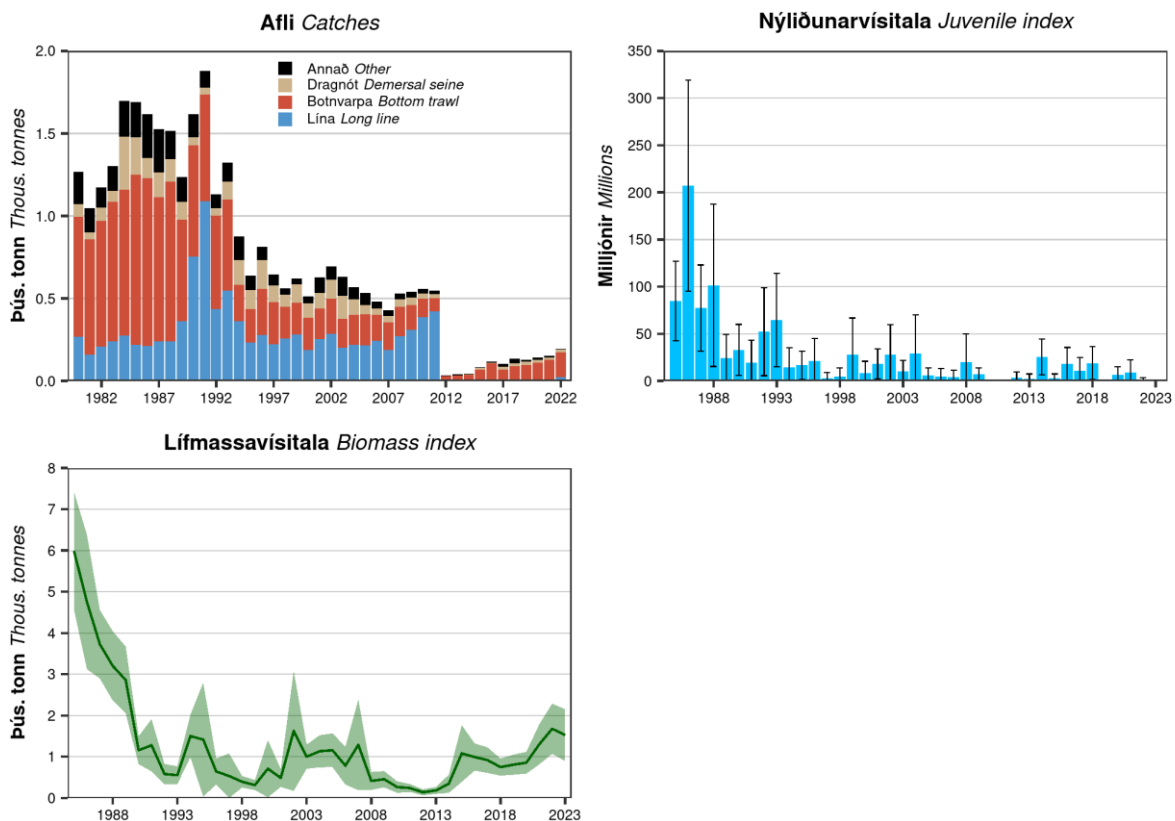 Afli Catches
Þús. tonn Thous. tonnes
2.0
1.5
1.0
0.5
0.0
Annað Other
Dragnót Demersal seine
Botnvarpa Bottom trawl
Lína Long line
1982 1987 1992 1997 2002 2007 2012 2017 2022
Nýliðunarvísitala Juvenile index
Milljónir Millions
350
300
250
200
150
100
50
0
1988 1993 1998 2003 2008 2013 2018 2023
Lífmassavísitala Biomass index
Þús. tonn Thous. tonnes
8
7
6
5
4
3
2
1
0
1988 1993 1998 2003 2008 2013 2018 2023